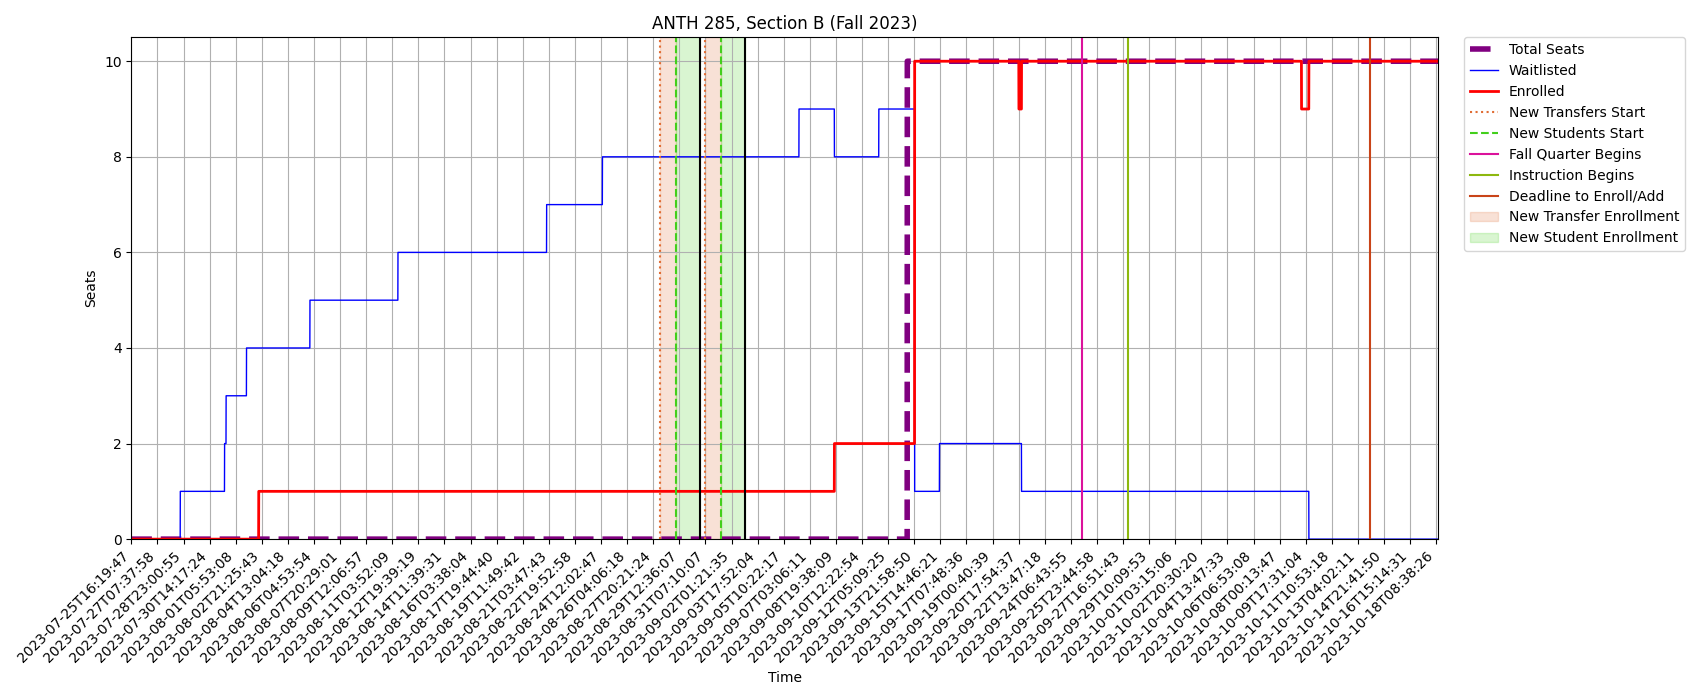 ANTH 285, Section B (Fall 2023)
Total Seats
Waitlisted
Enrolled
New Transfers Start
New Students Start
Fall Quarter Begins
Instruction Begins
Deadline to Enroll/Add
New Transfer Enrollment
New Student Enrollment
Seats
10
8
6
4
2
0
2023-07-25T16:19:47
2023-07-27T07:37:58
2023-07-28T23:00:55
2023-07-30T14:17:24
2023-08-01T05:53:08
2023-08-02T21:25:43
2023-08-04T13:04:18
2023-08-06T04:53:54
2023-08-07T20:29:01
2023-08-09T12:06:57
2023-08-11T03:52:09
2023-08-12T19:39:19
2023-08-14T11:39:31
2023-08-16T03:38:04
2023-08-17T19:44:40
2023-08-19T11:49:42
2023-08-21T03:47:43
2023-08-22T19:52:58
2023-08-24T12:02:47
2023-08-26T04:06:18
2023-08-27T20:21:24
2023-08-29T12:36:07
2023-08-31T07:10:07
2023-09-02T01:21:35
2023-09-03T17:52:04
2023-09-05T10:22:17
2023-09-07T03:06:11
2023-09-08T19:38:09
2023-09-10T12:22:54
2023-09-12T05:09:25
2023-09-13T21:58:50
2023-09-15T14:46:21
2023-09-17T07:48:36
2023-09-19T00:40:39
2023-09-20T17:54:37
2023-09-22T13:47:18
2023-09-24T06:43:55
2023-09-25T23:44:58
2023-09-27T16:51:43
2023-09-29T10:09:53
2023-10-01T03:15:06
2023-10-02T20:30:20
2023-10-04T13:47:33
2023-10-06T06:53:08
2023-10-08T00:13:47
2023-10-09T17:31:04
2023-10-11T10:53:18
2023-10-13T04:02:11
2023-10-14T21:41:50
2023-10-16T15:14:31
2023-10-18T08:38:26
Time